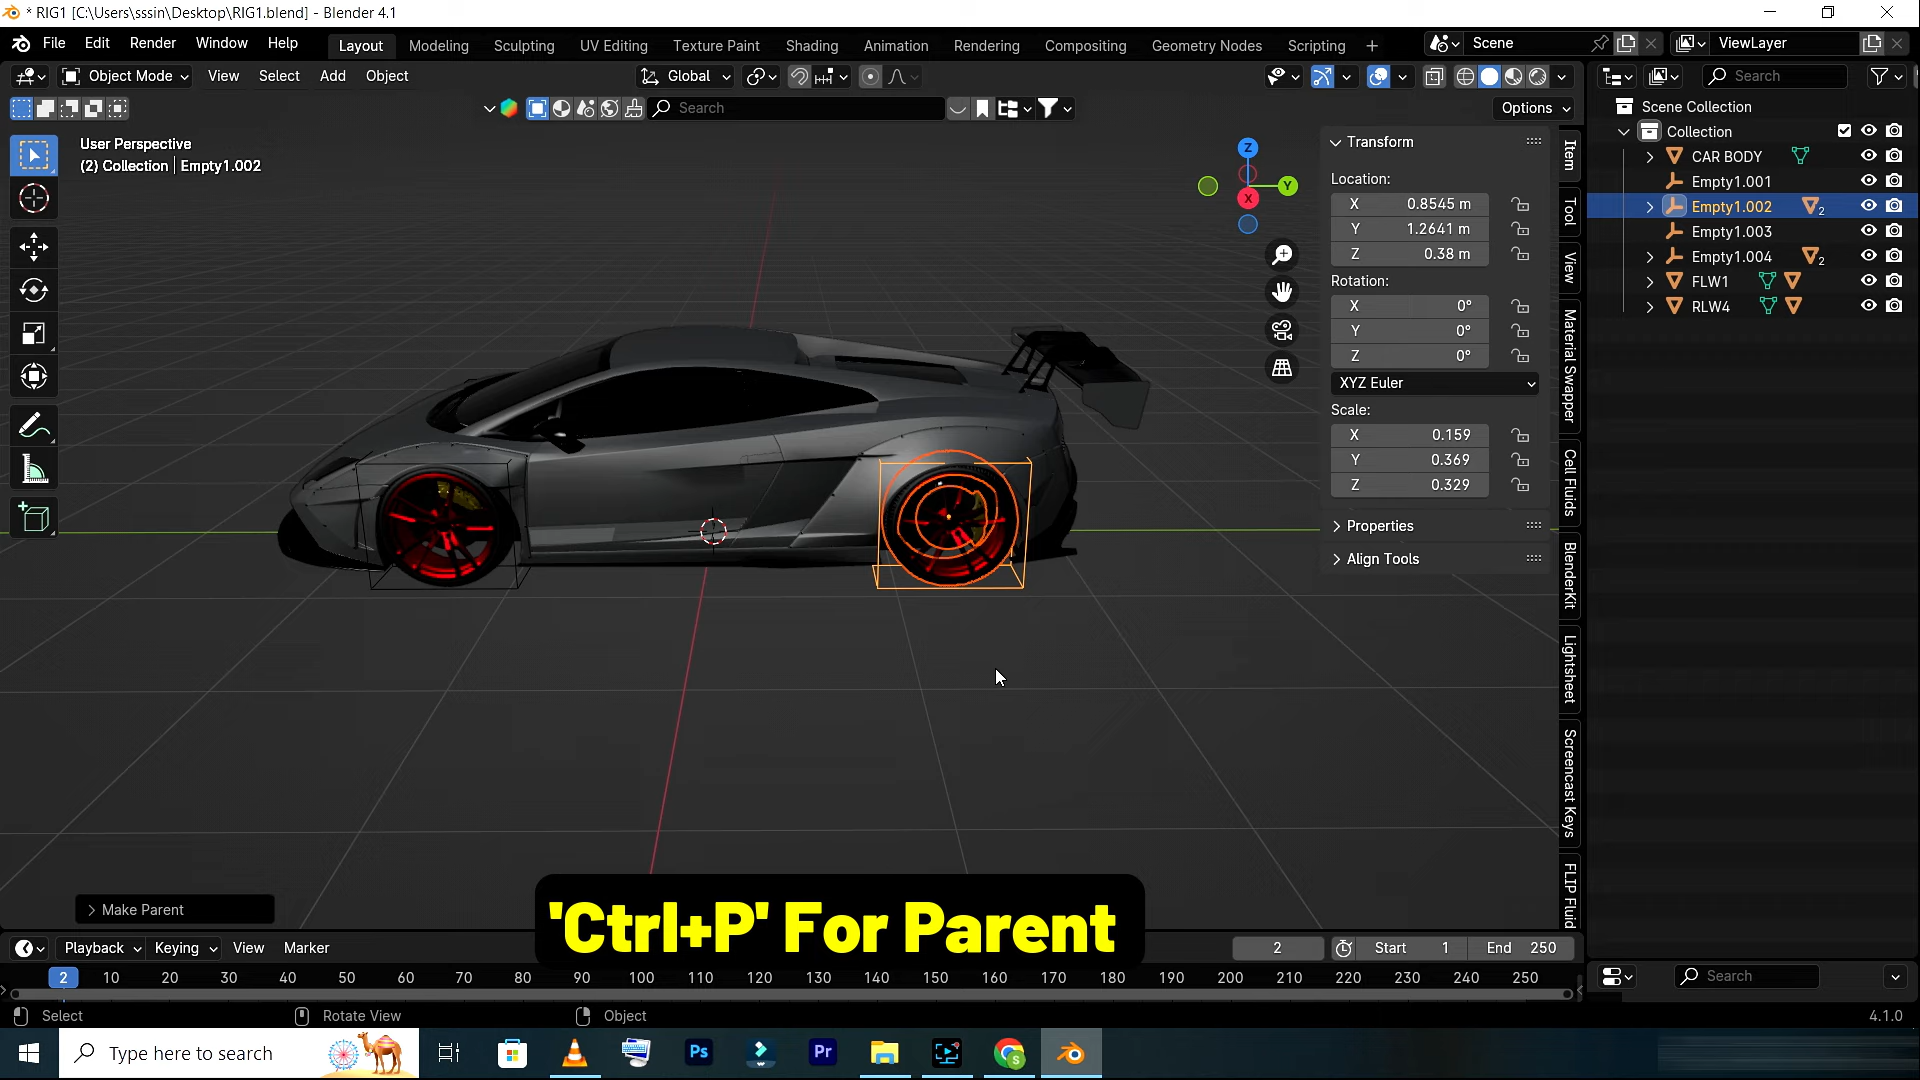 * RIG1 [C:\Users\sssin\Desktop\RIG1.blend] - Blender 4.1
File Edit Render Window Help
Layout Modeling Sculpting UV Editing Texture Paint Shading Animation Rendering Compositing Geometry Nodes Scripting +
Scene
ViewLayer
Object Mode View Select Add Object
Global
Search
Search
Options
User Perspective
(2) Collection | Empty1.002
Z
Y
X
Transform
Location:
X 0.8545 m
Y 1.2641 m
Z 0.38 m
Rotation:
X 0°
Y 0°
Z 0°
XYZ Euler
Scale:
X 0.159
Y 0.369
Z 0.329
Properties
Align Tools
Item
Tool
View
Material Swapper
Cell Fluids
BlenderKit
Lightsheet
Screencast Keys
FLIP Fluid
Scene Collection
Collection
CAR BODY
Empty1.001
Empty1.002 2
Empty1.003
Empty1.004 2
FLW1
RLW4
Make Parent
'Ctrl+P' For Parent
Playback Keying View Marker
2 Start 1 End 250
2 10 20 30 40 50 60 70 80 90 100 110 120 130 140 150 160 170 180 190 200 210 220 230 240 250
Search
Select Rotate View Object
4.1.0
Type here to search
Ps
Pr
S